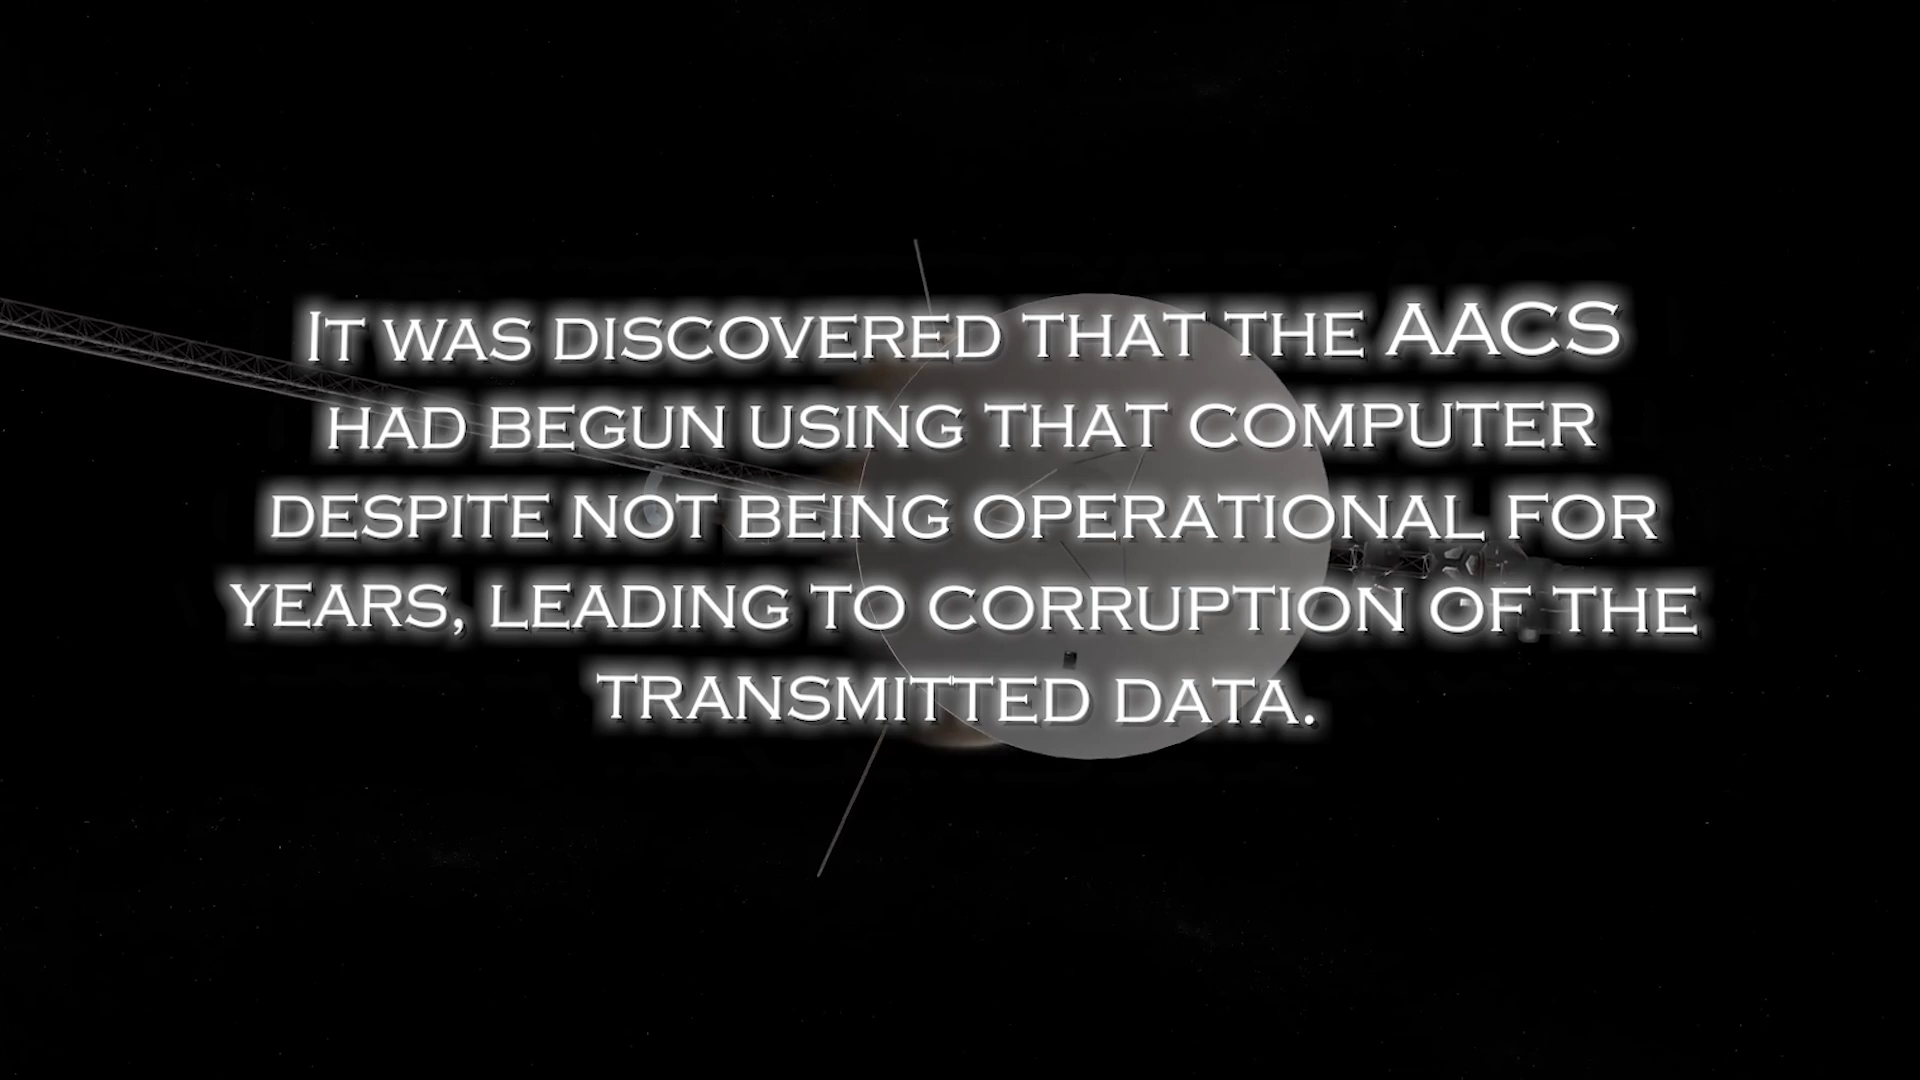 It was discovered that the AACS
had begun using that computer
despite not being operational for
years, leading to corruption of the
transmitted data.